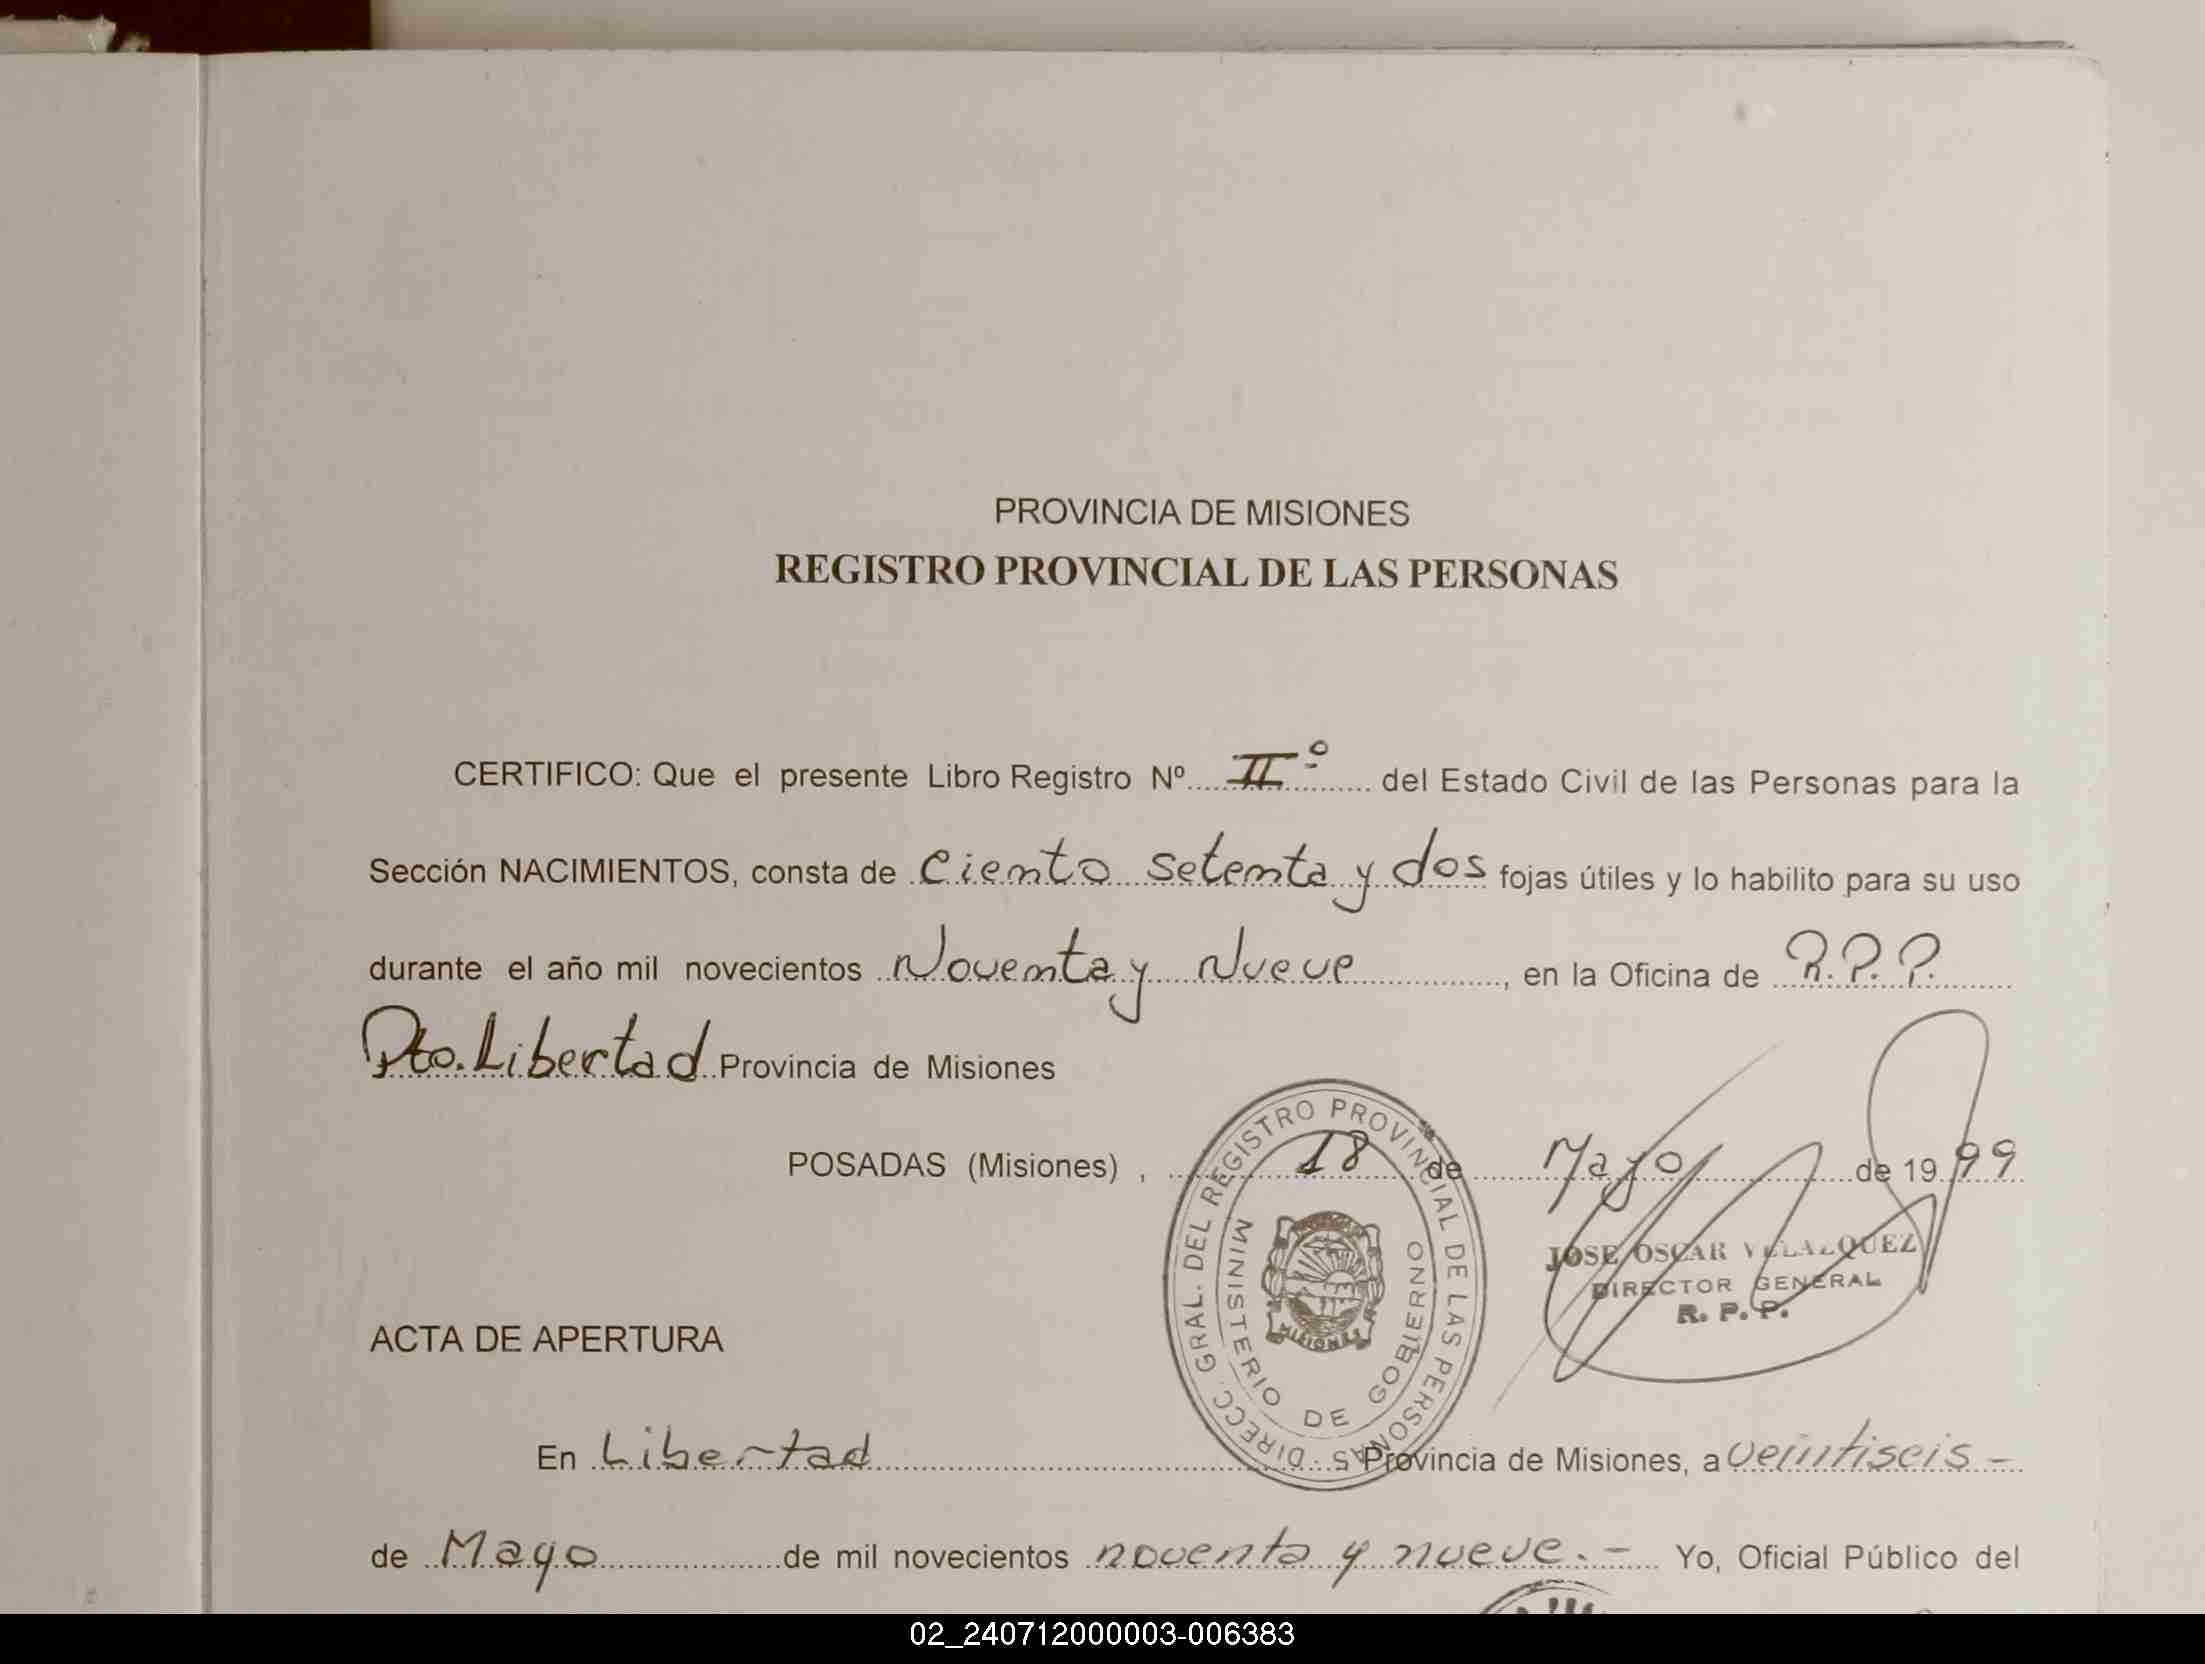 PROVINCIA DE MISIONES
REGISTRO PROVINCIAL DE LAS PERSONAS
CERTIFICO: Que el presente Libro Registro Nº II° del Estado Civil de las Personas para la
Sección NACIMIENTOS, consta de Ciento Setenta y dos fojas útiles y lo habilito para su uso
durante el año mil novecientos Noventa y Nueve, en la Oficina de R.P.P.
Pto. Libertad Provincia de Misiones
POSADAS (Misiones), 18 de Mayo de 1999
DIRECC. GRAL. DEL REGISTRO PROVINCIAL DE LAS PERSONAS
MINISTERIO DE GOBIERNO
MISIONES
JOSE OSCAR VELAZQUEZ
DIRECTOR GENERAL
R. P. P.
ACTA DE APERTURA
En Libertad Provincia de Misiones, a veintiseis -
de Mayo de mil novecientos noventa y nueve. - Yo, Oficial Público del
02_240712000003-006383